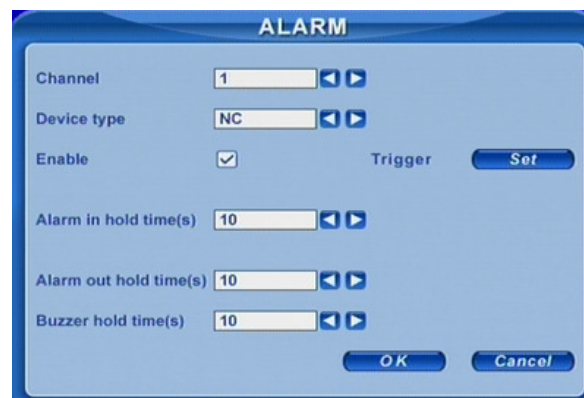 ALARM
Channel 1
Device type NC
Enable Trigger Set
Alarm in hold time(s) 10
Alarm out hold time(s) 10
Buzzer hold time(s) 10
OK Cancel